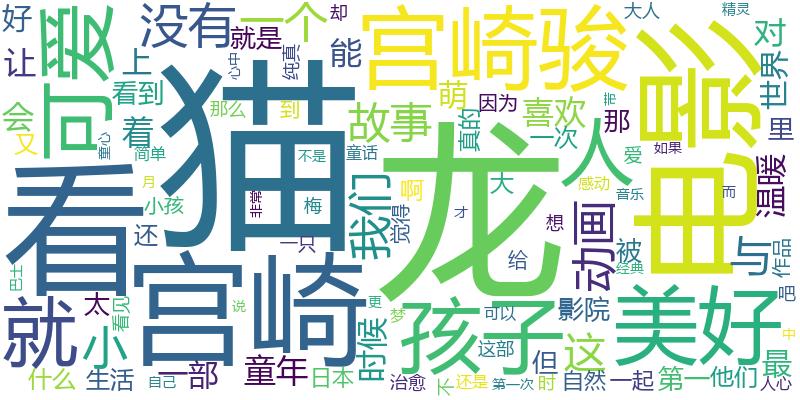 好
让
会
又
可爱
没有
一个
却
就是
上
心中
纯真
能
宫崎骏
大人
精灵
电影
对
世界
里
看到
着
那么
到
童心
简单
童话
不是
猫
故事
萌
因为
喜欢
那
真的
一次
人
爱
如果
看
月
小孩
非常
梅
还
一只
我们
觉得
啊
龙
大
才
想
给
动画
感动
音乐
而
温暖
被
经典
与
作品
吧
巴士
就
太
看见
小
宫崎
说
时候
更
梦
孩子
可以
影院
这部
但
这
美好
最
中
什么
生活
自己
一部
童年
日本
治愈
不
还是
第一次
时
自然
一起
第一
他们
人心